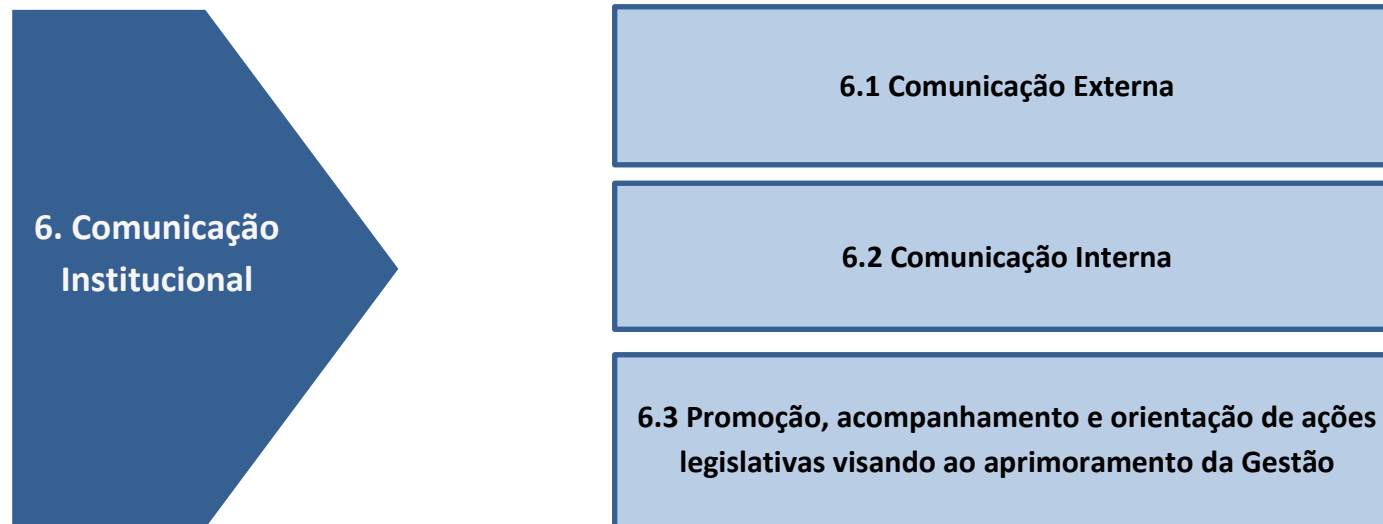 6. Comunicação
Institucional
6.1 Comunicação Externa
6.2 Comunicação Interna
6.3 Promoção, acompanhamento e orientação de ações
legislativas visando ao aprimoramento da Gestão